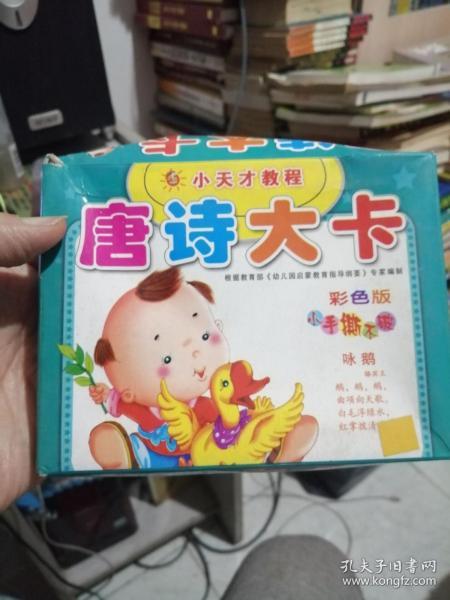 小天才教程
唐诗大卡
根据教育部《幼儿园启蒙教育指导纲要》专家编制
彩色版
小手撕不破
咏鹅
骆宾王
鹅，鹅，鹅，
曲项向天歌。
白毛浮绿水，
红掌拨清
孔夫子旧书网
www.kongfz.com